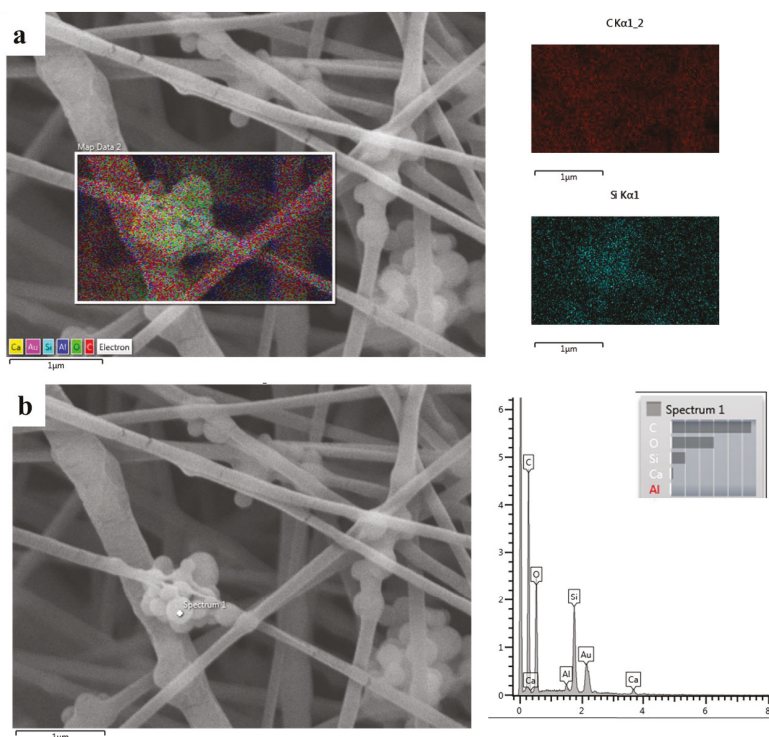 a
Map Data 2
Ca Au Si Al O C Electron
1µm
C Kα1_2
1µm
Si Kα1
1µm
b
Spectrum 1
1µm
6
5
4
3
2
1
0
C
O
Si
Au
Al
Ca
Ca
0 2 4 6 8
Spectrum 1
C
O
Si
Ca
Al